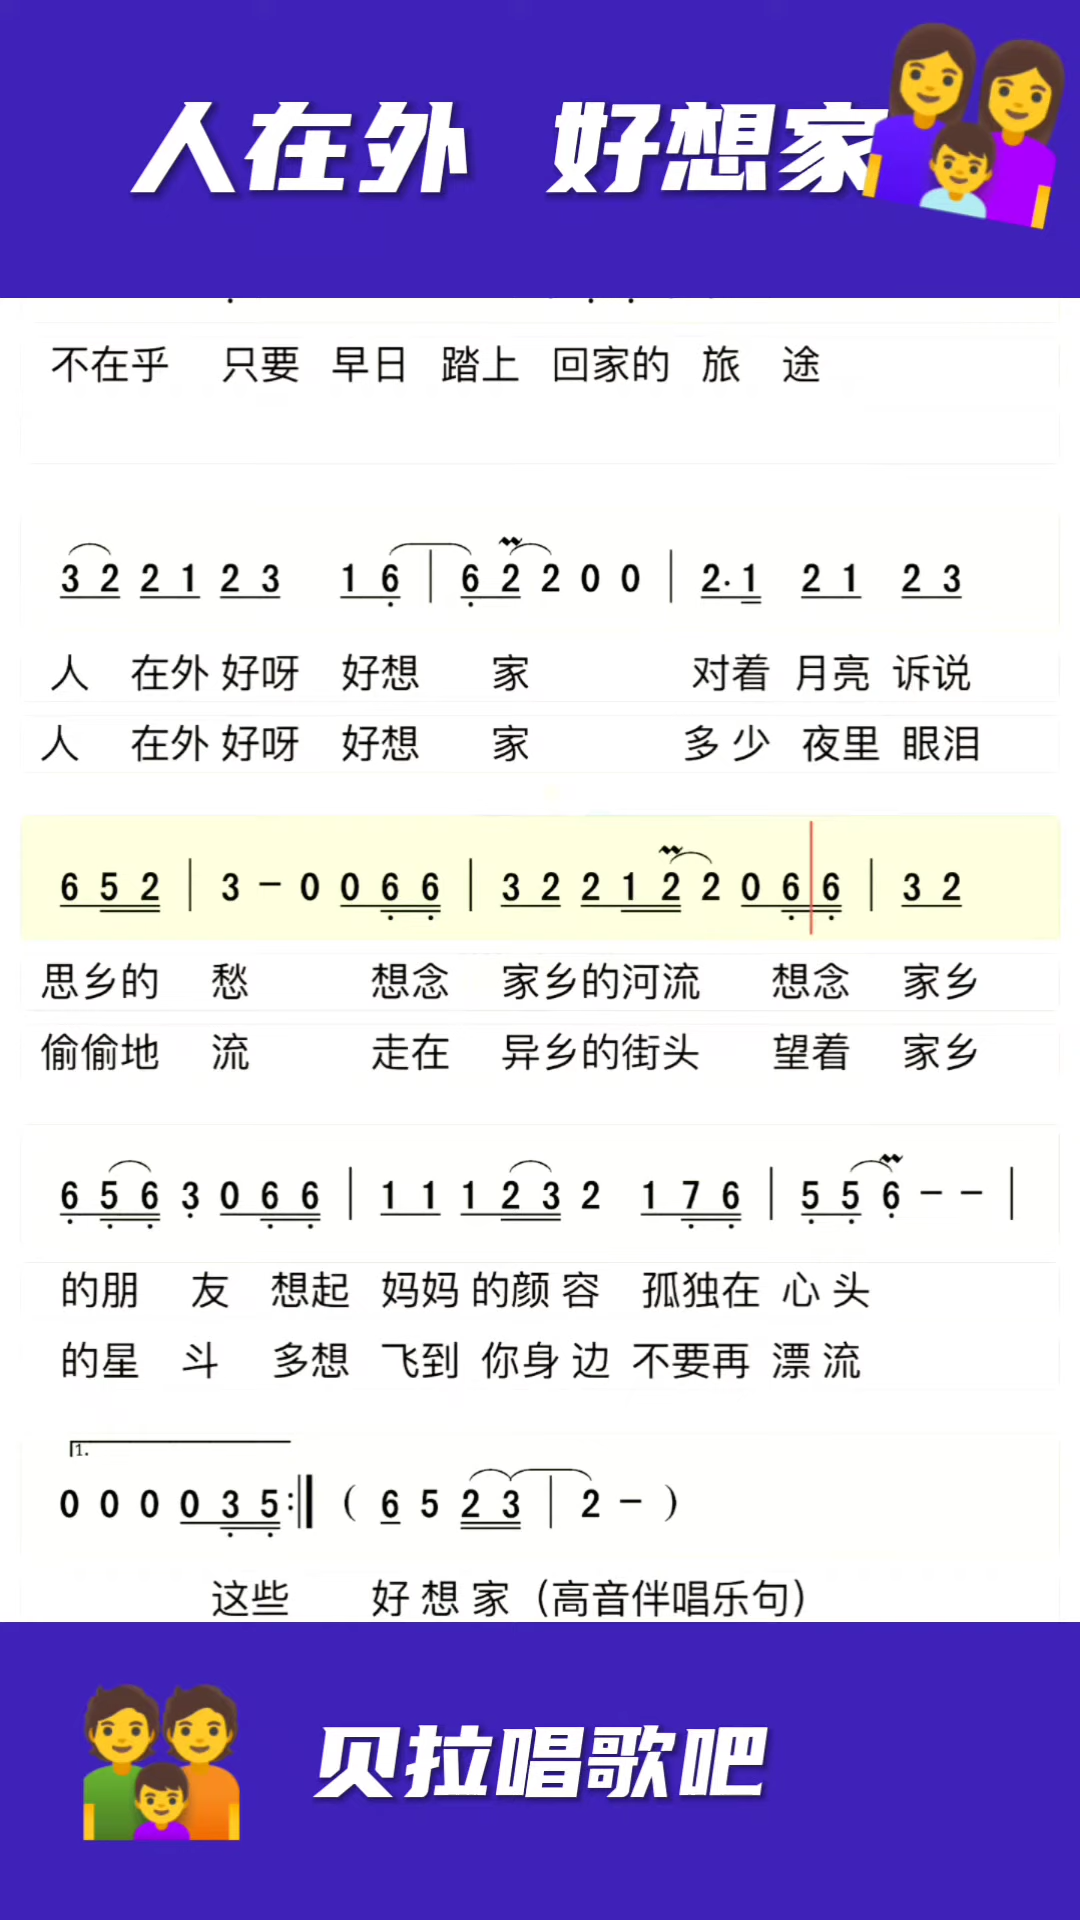 人在外 好想家
不在乎 只要 早日 踏上 回家的 旅 途
3 2 2 1 2 3 1 6 | 6 2 2 0 0 | 2· 1 2 1 2 3
人 在外 好呀 好想 家 对着 月亮 诉说
人 在外 好呀 好想 家 多 少 夜里 眼泪
6 5 2 | 3 - 0 0 6 6 | 3 2 2 1 2 2 0 6 6 | 3 2
思乡的 愁 想念 家乡的河流 想念 家乡
偷偷地 流 走在 异乡的街头 望着 家乡
6 5 6 3 0 6 6 | 1 1 1 2 3 2 1 7 6 | 5 5 6 - - |
的朋 友 想起 妈妈 的颜 容 孤独在 心 头
的星 斗 多想 飞到 你身 边 不要再 漂 流
1.
0 0 0 0 3 5 :| ( 6 5 2 3 | 2 - )
这些 好 想 家（高音伴唱乐句）
贝拉唱歌吧